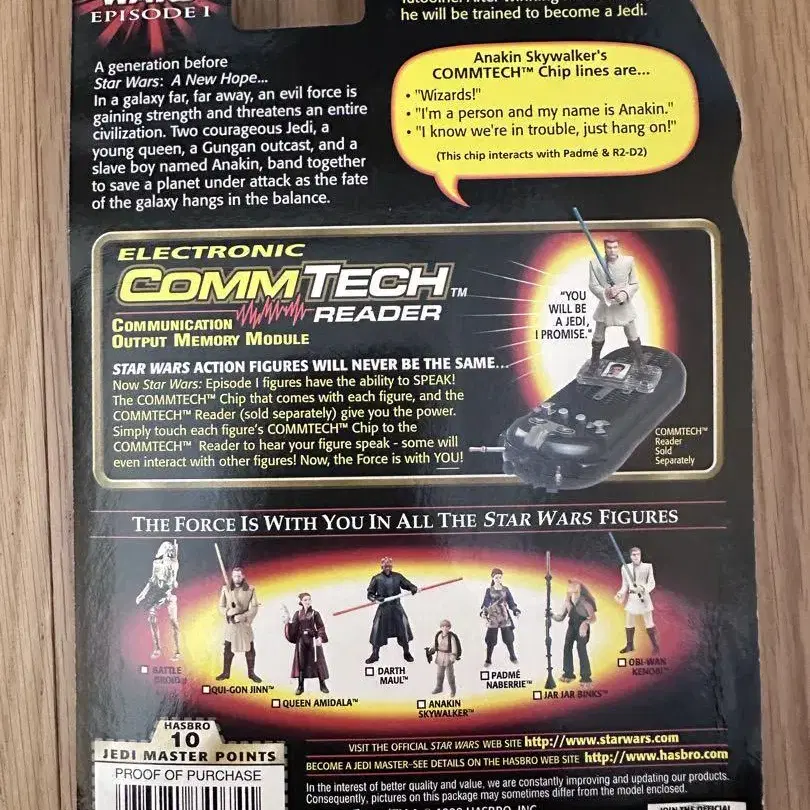 WARS
EPISODE I
he will be trained to become a Jedi.
A generation before
Star Wars: A New Hope...
In a galaxy far, far away, an evil force is
gaining strength and threatens an entire
civilization. Two courageous Jedi, a
young queen, a Gungan outcast, and a
slave boy named Anakin, band together
to save a planet under attack as the fate
of the galaxy hangs in the balance.
Anakin Skywalker's
COMMTECH™ Chip lines are...
• "Wizards!"
• "I'm a person and my name is Anakin."
• "I know we're in trouble, just hang on!"
(This chip interacts with Padmé & R2-D2)
ELECTRONIC
COMMTECH™
READER
COMMUNICATION
OUTPUT MEMORY MODULE
STAR WARS ACTION FIGURES WILL NEVER BE THE SAME...
Now Star Wars: Episode I figures have the ability to SPEAK!
The COMMTECH™ Chip that comes with each figure, and the
COMMTECH™ Reader (sold separately) give you the power.
Simply touch each figure's COMMTECH™ Chip to the
COMMTECH™ Reader to hear your figure speak - some will
even interact with other figures! Now, the Force is with YOU!
"YOU
WILL BE
A JEDI,
I PROMISE."
COMMTECH™
Reader
Sold
Separately
THE FORCE IS WITH YOU IN ALL THE STAR WARS FIGURES
BATTLE
DROID™
QUI-GON JINN™
QUEEN AMIDALA™
DARTH
MAUL™
ANAKIN
SKYWALKER™
PADMÉ
NABERRIE™
JAR JAR BINKS™
OBI-WAN
KENOBI™
HASBRO
10
JEDI MASTER POINTS
PROOF OF PURCHASE
VISIT THE OFFICIAL STAR WARS WEB SITE http://www.starwars.com
BECOME A JEDI MASTER-SEE DETAILS ON THE HASBRO WEB SITE http://www.hasbro.com
In the interest of better quality and value, we are constantly improving and updating our products.
Consequently, pictures on this package may sometimes differ from the model enclosed.
JOIN THE OFFICIAL